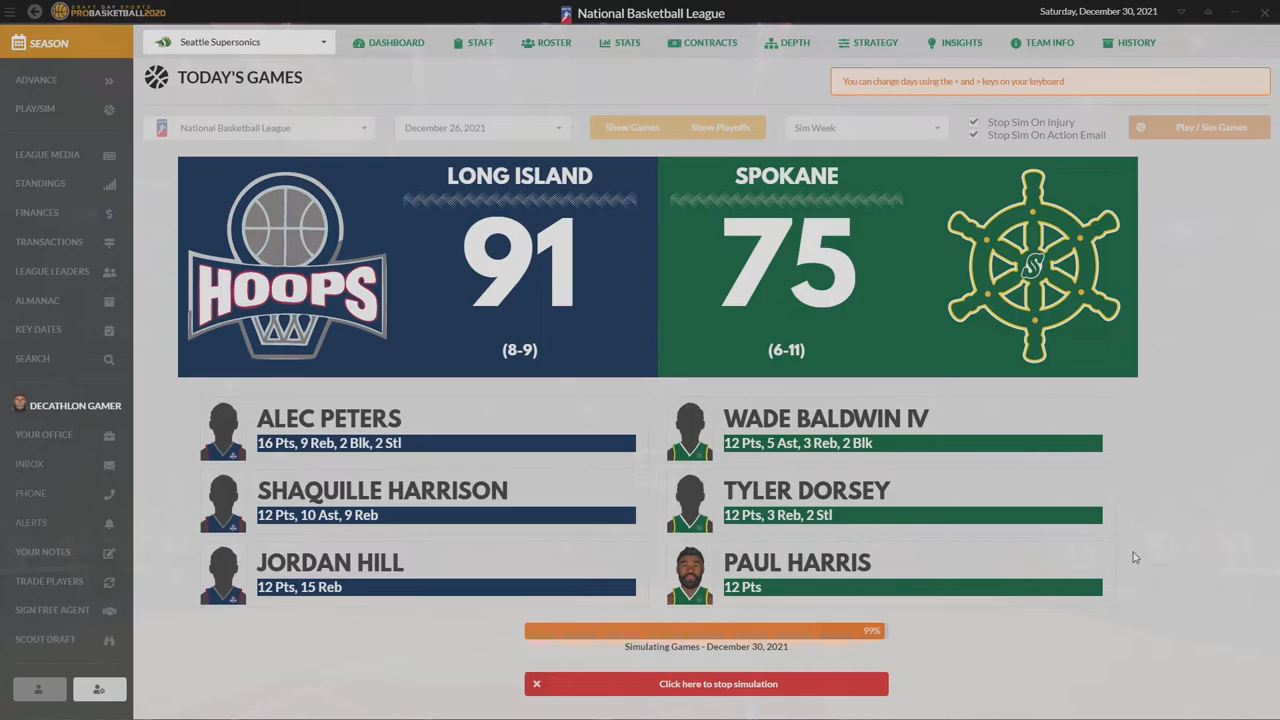 DRAFT DAY SPORTS
PROBASKETBALL2020
National Basketball League
Saturday, December 30, 2021
SEASON
Seattle Supersonics
DASHBOARD
STAFF
ROSTER
STATS
CONTRACTS
DEPTH
STRATEGY
INSIGHTS
TEAM INFO
HISTORY
ADVANCE
PLAY/SIM
LEAGUE MEDIA
STANDINGS
FINANCES
TRANSACTIONS
LEAGUE LEADERS
ALMANAC
KEY DATES
SEARCH
DECATHLON GAMER
YOUR OFFICE
INBOX
PHONE
ALERTS
YOUR NOTES
TRADE PLAYERS
SIGN FREE AGENT
SCOUT DRAFT
TODAY'S GAMES
You can change days using the < and > keys on your keyboard
National Basketball League
December 26, 2021
Show Games
Show Playoffs
Sim Week
Stop Sim On Injury
Stop Sim On Action Email
Play / Sim Games
HOOPS
LONG ISLAND
91
(8-9)
SPOKANE
75
(6-11)
S
ALEC PETERS
16 Pts, 9 Reb, 2 Blk, 2 Stl
SHAQUILLE HARRISON
12 Pts, 10 Ast, 9 Reb
JORDAN HILL
12 Pts, 15 Reb
WADE BALDWIN IV
12 Pts, 5 Ast, 3 Reb, 2 Blk
TYLER DORSEY
12 Pts, 3 Reb, 2 Stl
PAUL HARRIS
12 Pts
99%
Simulating Games - December 30, 2021
Click here to stop simulation